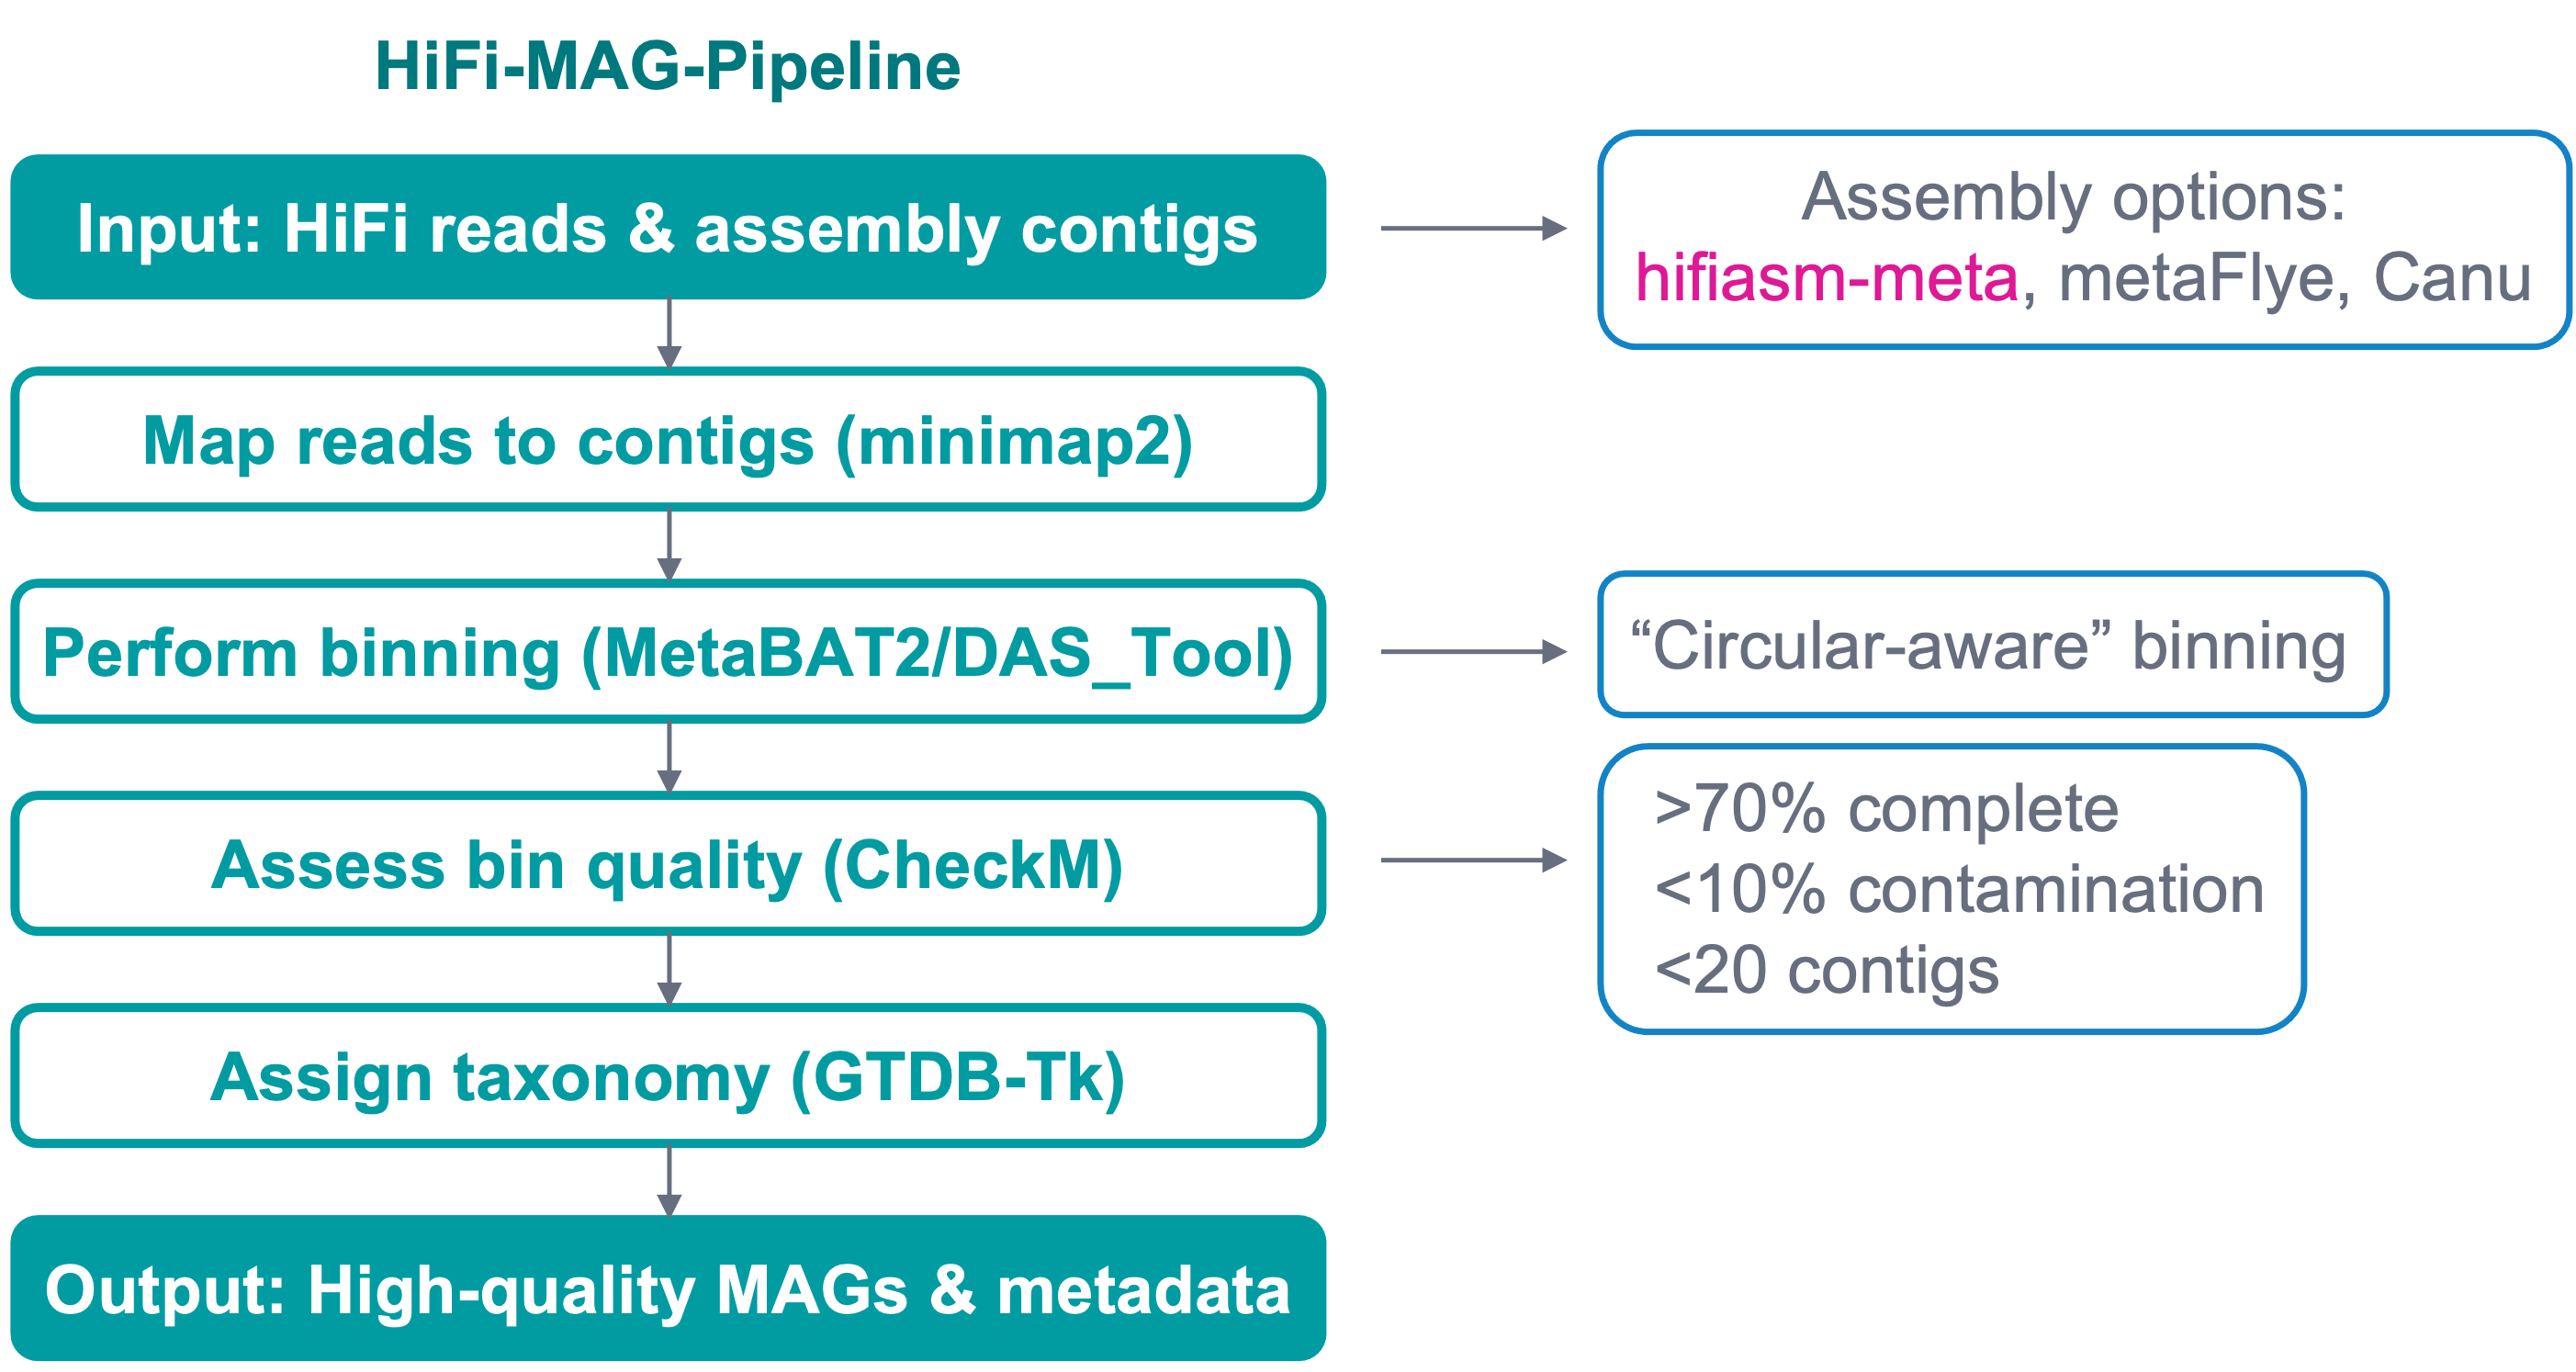 HiFi-MAG-Pipeline
Input: HiFi reads & assembly contigs
Assembly options:
hifiasm-meta, metaFlye, Canu
Map reads to contigs (minimap2)
Perform binning (MetaBAT2/DAS_Tool)
“Circular-aware” binning
Assess bin quality (CheckM)
>70% complete
<10% contamination
<20 contigs
Assign taxonomy (GTDB-Tk)
Output: High-quality MAGs & metadata